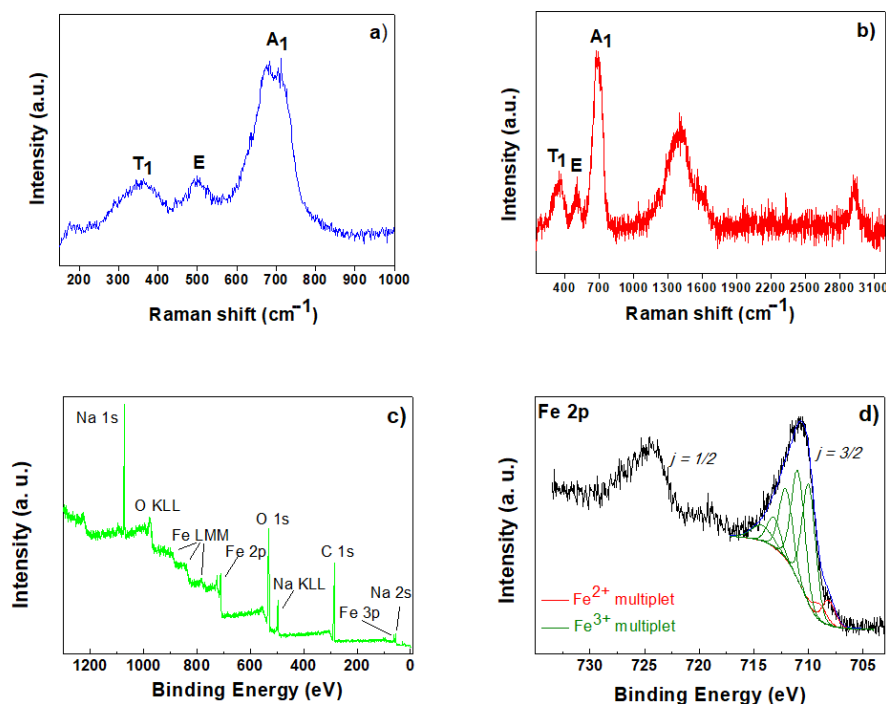 a)
A1
T1
E
Intensity (a.u.)
200 300 400 500 600 700 800 900 1000
Raman shift (cm−1)
b)
A1
T1
E
Intensity (a.u.)
400 700 1000 1300 1600 1900 2200 2500 2800 3100
Raman shift (cm−1)
c)
Na 1s
O KLL
Fe LMM
Fe 2p
O 1s
C 1s
Na KLL
Na 2s
Fe 3p
Intensity (a. u.)
1200 1000 800 600 400 200 0
Binding Energy (eV)
Fe 2p
d)
j = 1/2
j = 3/2
Fe2+ multiplet
Fe3+ multiplet
Intensity (a. u.)
730 725 720 715 710 705
Binding Energy (eV)